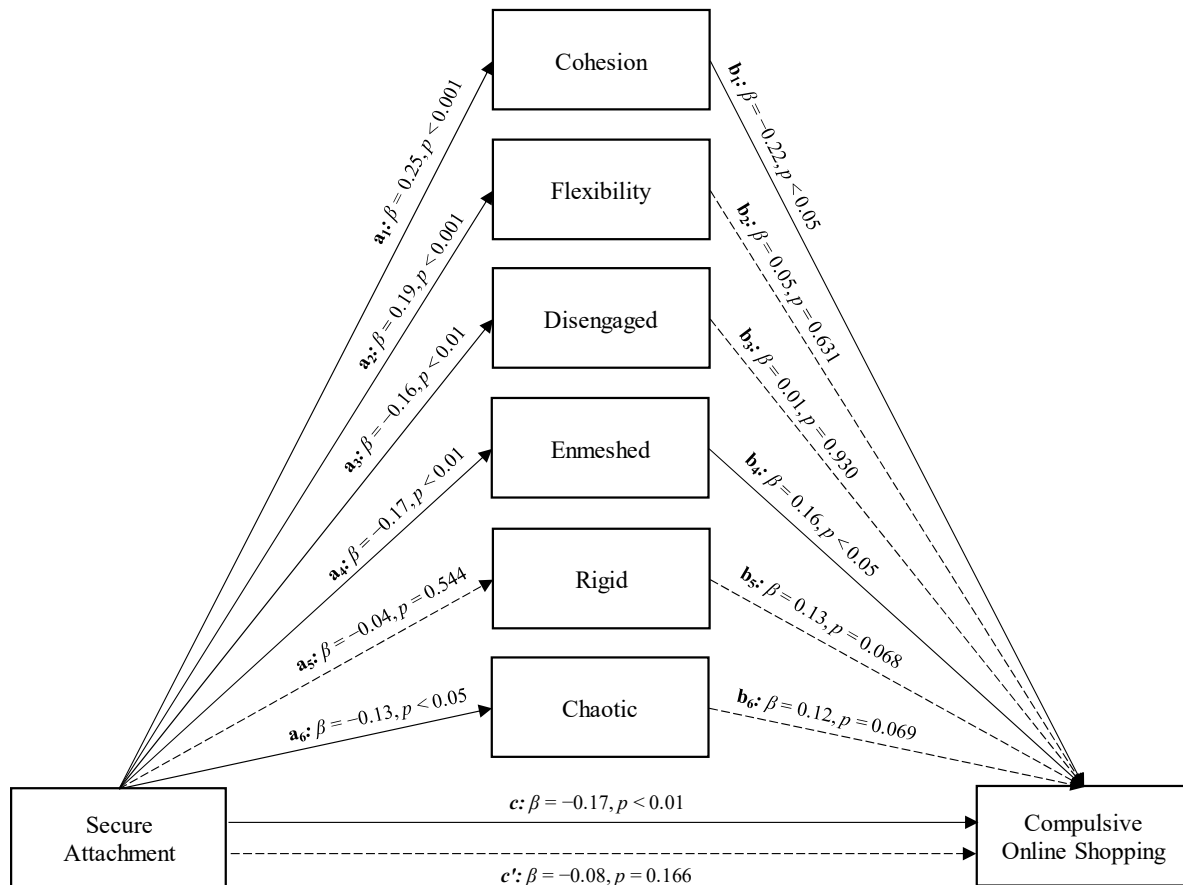 Cohesion
a₁: β = 0.25, p < 0.001
b₁: β = −0.22, p < 0.05
Flexibility
a₂: β = 0.19, p < 0.001
b₂: β = 0.05, p = 0.631
Disengaged
a₃: β = −0.16, p < 0.01
b₃: β = 0.01, p = 0.930
Enmeshed
a₄: β = −0.17, p < 0.01
b₄: β = 0.16, p < 0.05
Rigid
a₅: β = −0.04, p = 0.544
b₅: β = 0.13, p = 0.068
Chaotic
a₆: β = −0.13, p < 0.05
b₆: β = 0.12, p = 0.069
Secure
Attachment
c: β = −0.17, p < 0.01
c': β = −0.08, p = 0.166
Compulsive
Online Shopping